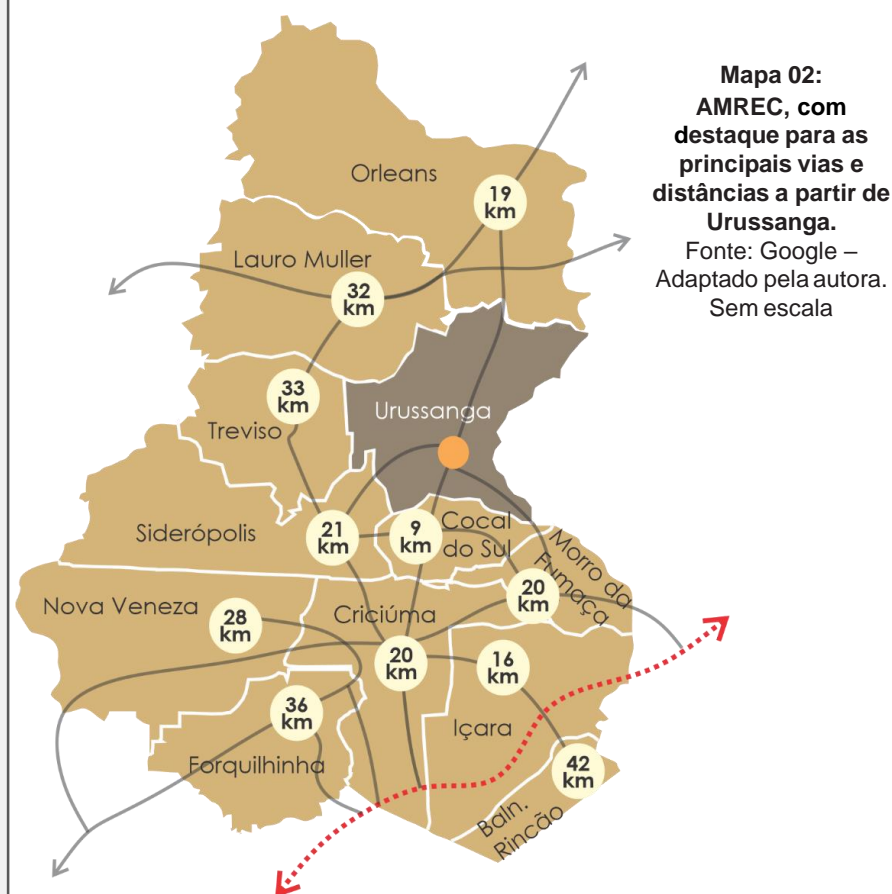 Mapa 02:
AMREC, com
destaque para as
principais vias e
distâncias a partir de
Urussanga.
Fonte: Google –
Adaptado pela autora.
Sem escala
Orleans
19
km
Lauro Muller
32
km
33
km
Treviso
Urussanga
Siderópolis
21
km
9
km
Cocal
do Sul
Morro da
Fumaça
20
km
Nova Veneza
28
km
Criciúma
20
km
16
km
Içara
36
km
Forquilhinha
42
km
Baln.
Rincão